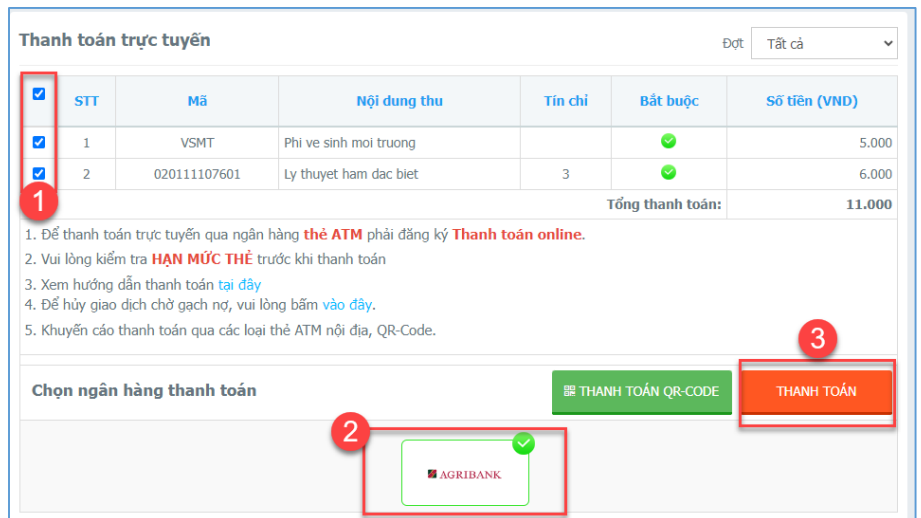 Thanh toán trực tuyến
Đợt Tất cả
STT Mã Nội dung thu Tín chỉ Bắt buộc Số tiền (VND)
1 VSMT Phi ve sinh moi truong 5.000
2 020111107601 Ly thuyet ham dac biet 3 6.000
1
Tổng thanh toán: 11.000
1. Để thanh toán trực tuyến qua ngân hàng thẻ ATM phải đăng ký Thanh toán online.
2. Vui lòng kiểm tra HẠN MỨC THẺ trước khi thanh toán
3. Xem hướng dẫn thanh toán tại đây
4. Để hủy giao dịch chờ gạch nợ, vui lòng bấm vào đây.
5. Khuyến cáo thanh toán qua các loại thẻ ATM nội địa, QR-Code.
3
Chọn ngân hàng thanh toán
THANH TOÁN QR-CODE
THANH TOÁN
2
AGRIBANK